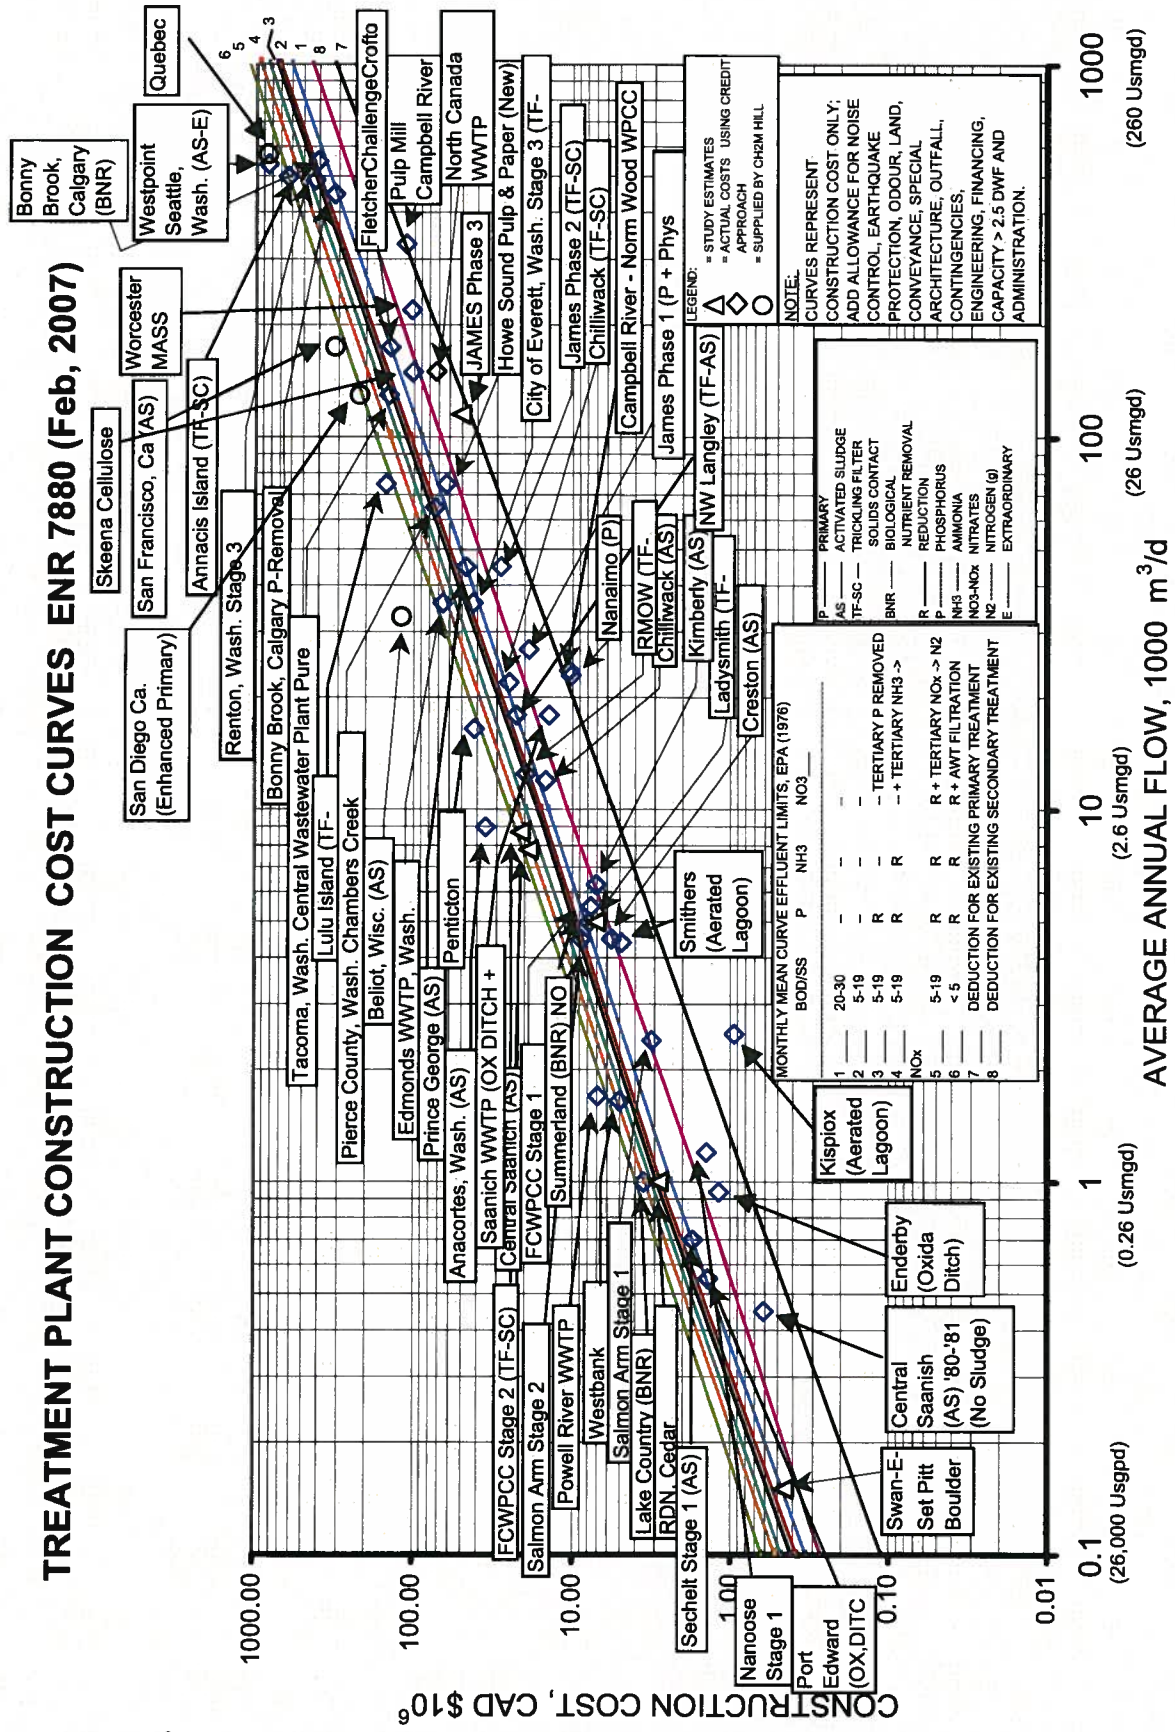 TREATMENT PLANT CONSTRUCTION COST CURVES ENR 7880 (Feb, 2007)
CONSTRUCTION COST, CAD $10⁶
1000.00
100.00
10.00
1.00
0.10
0.01
0.1
1
10
100
1000
(26,000 Usgpd)
(0.26 Usmgd)
(2.6 Usmgd)
(26 Usmgd)
(260 Usmgd)
AVERAGE ANNUAL FLOW, 1000 m³/d
Quebec
Bonny
Brook,
Calgary
(BNR)
Westpoint
Seattle,
Wash. (AS-E)
Worcester
MASS
Skeena Cellulose
San Francisco, Ca (AS)
Annacis Island (TF-SC)
San Diego Ca.
(Enhanced Primary)
Renton, Wash. Stage 3
Bonny Brook, Calgary P-Removal
Tacoma, Wash. Central Wastewater Plant Pure
Lulu Island (TF-
Pierce County, Wash. Chambers Creek
Beliot, Wisc. (AS)
Edmonds WWTP, Wash.
Prince George (AS)
Penticton
Anacortes, Wash. (AS)
Saanich WWTP (OX DITCH +
Central Saanich (AS)
FCWPCC Stage 1
Summerland (BNR) NO
FCWPCC Stage 2 (TF-SC)
Salmon Arm Stage 2
Powell River WWTP
Westbank
Salmon Arm Stage 1
Lake Country (BNR)
RDN, Cedar
Sechelt Stage 1 (AS)
Nanoose
Stage 1
Port
Edward
(OX,DITC
Swan-E-
Set Pitt
Boulder
Central
Saanish
(AS) '80-'81
(No Sludge)
Enderby
(Oxida
Ditch)
Kispiox
(Aerated
Lagoon)
Smithers
(Aerated
Lagoon)
Creston (AS)
Ladysmith (TF-
Kimberly (AS)
Chilliwack (AS)
RMOW (TF-
Nanaimo (P)
NW Langley (TF-AS)
James Phase 1 (P + Phys
Campbell River - Norm Wood WPCC
Chilliwack (TF-SC)
James Phase 2 (TF-SC)
City of Everett, Wash. Stage 3 (TF-
Howe Sound Pulp & Paper (New)
JAMES Phase 3
North Canada
WWTP
Pulp Mill
Campbell River
FletcherChallengeCrofto
6
5
4
3
2
1
8
7
LEGEND:
= STUDY ESTIMATES
= ACTUAL COSTS USING CREDIT
APPROACH
= SUPPLIED BY CH2M HILL
NOTE:
CURVES REPRESENT
CONSTRUCTION COST ONLY;
ADD ALLOWANCE FOR NOISE
CONTROL, EARTHQUAKE
PROTECTION, ODOUR, LAND,
CONVEYANCE, SPECIAL
ARCHITECTURE, OUTFALL,
CONTINGENCIES,
ENGINEERING, FINANCING,
CAPACITY > 2.5 DWF AND
ADMINISTRATION.
P PRIMARY
AS ACTIVATED SLUDGE
TF-SC TRICKLING FILTER
SOLIDS CONTACT
BNR BIOLOGICAL
NUTRIENT REMOVAL
R REDUCTION
P PHOSPHORUS
NH3 AMMONIA
NO3-NOx NITRATES
N2 NITROGEN (g)
E EXTRAORDINARY
MONTHLY MEAN CURVE EFFLUENT LIMITS, EPA (1976)
BOD/SS P NH3 NO3
1 20-30 – – –
2 5-19 – – –
3 5-19 R – – TERTIARY P REMOVED
4 5-19 R R – + TERTIARY NH3 ->
NOx
5 5-19 R R R + TERTIARY NOx -> N2
6 < 5 R R R + AWT FILTRATION
7 DEDUCTION FOR EXISTING PRIMARY TREATMENT
8 DEDUCTION FOR EXISTING SECONDARY TREATMENT